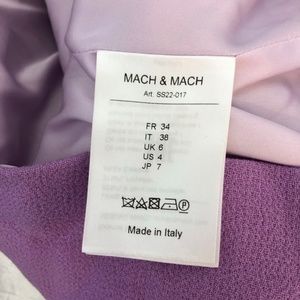 MACH & MACH
Art. SS22-017
FR 34
IT 38
UK 6
US 4
JP 7
Made in Italy